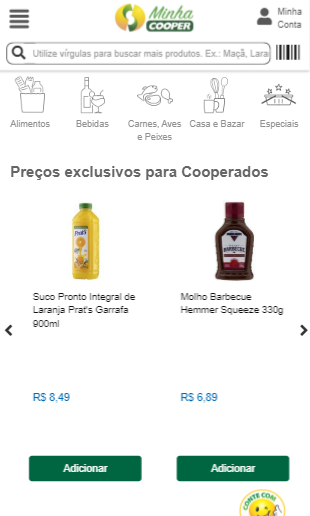 Minha
COOPER
Minha
Conta
Utilize vírgulas para buscar mais produtos. Ex.: Maçã, Lara
Alimentos
Bebidas
Carnes, Aves
e Peixes
Casa e Bazar
Especiais
Preços exclusivos para Cooperados
Prat's
BARBECUE
Suco Pronto Integral de
Laranja Prat's Garrafa
900ml
Molho Barbecue
Hemmer Squeeze 330g
R$ 8,49
R$ 6,89
Adicionar
Adicionar
CONTE COM